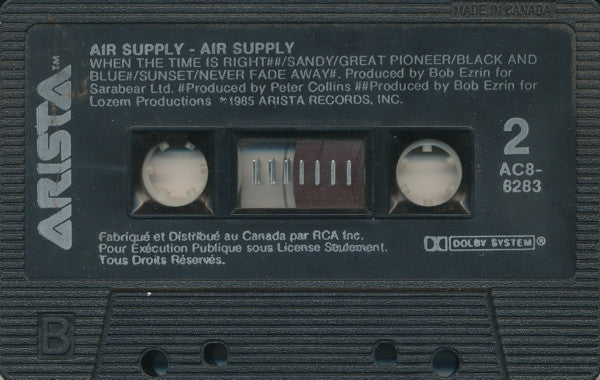 MADE IN CANADA
ARISTA™
AIR SUPPLY - AIR SUPPLY
WHEN THE TIME IS RIGHT##/SANDY/GREAT PIONEER/BLACK AND
BLUE#/SUNSET/NEVER FADE AWAY#. Produced by Bob Ezrin for
Sarabear Ltd. #Produced by Peter Collins ##Produced by Bob Ezrin for
Lozem Productions ℗1985 ARISTA RECORDS, INC.
2
AC8-
8283
Fabriqué et Distribué au Canada par RCA Inc.
Pour Exécution Publique sous License Seulement.
Tous Droits Réservés.
DOLBY SYSTEM®
B